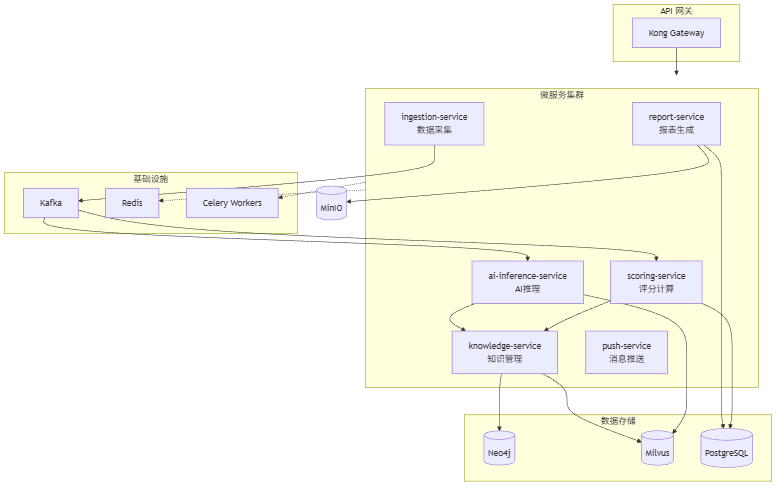 API 网关
Kong Gateway
微服务集群
ingestion-service
数据采集
report-service
报表生成
基础设施
Kafka
Redis
Celery Workers
MinIO
ai-inference-service
AI推理
scoring-service
评分计算
knowledge-service
知识管理
push-service
消息推送
数据存储
Neo4j
Milvus
PostgreSQL